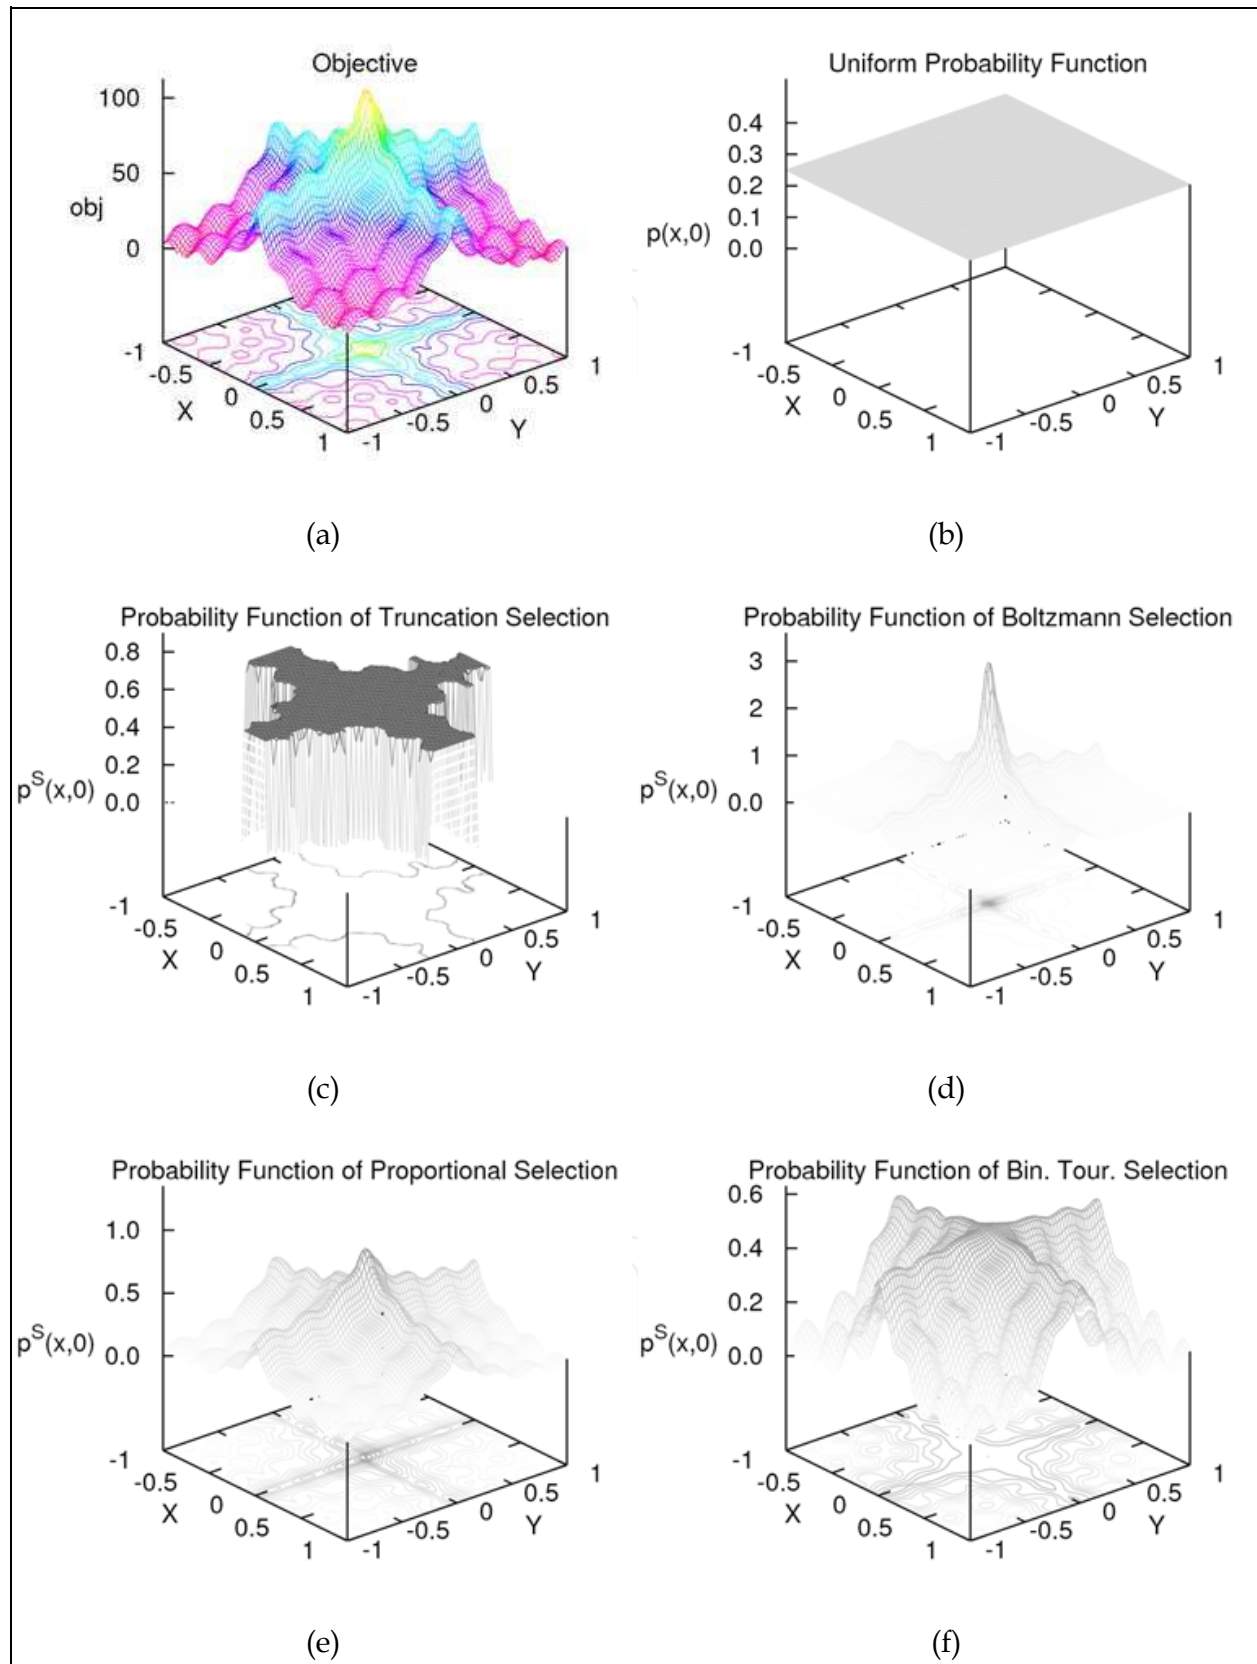 Objective
100
50
obj
0
-1
-0.5
X
0
0.5
1
-1
-0.5
0
Y
0.5
1
(a)
Uniform Probability Function
0.4
0.3
0.2
0.1
p(x,0)
0.0
-1
-0.5
X
0
0.5
1
-1
-0.5
0
Y
0.5
1
(b)
Probability Function of Truncation Selection
0.8
0.6
0.4
0.2
pS(x,0)
0.0
-1
-0.5
X
0
0.5
1
-1
-0.5
0
Y
0.5
1
(c)
Probability Function of Boltzmann Selection
3
2
1
pS(x,0)
0.0
-1
-0.5
X
0
0.5
1
-1
-0.5
0
Y
0.5
1
(d)
Probability Function of Proportional Selection
1.0
0.5
pS(x,0)
0.0
-1
-0.5
X
0
0.5
1
-1
-0.5
0
Y
0.5
1
(e)
Probability Function of Bin. Tour. Selection
0.6
0.4
0.2
pS(x,0)
0.0
-1
-0.5
X
0
0.5
1
-1
-0.5
0
Y
0.5
1
(f)